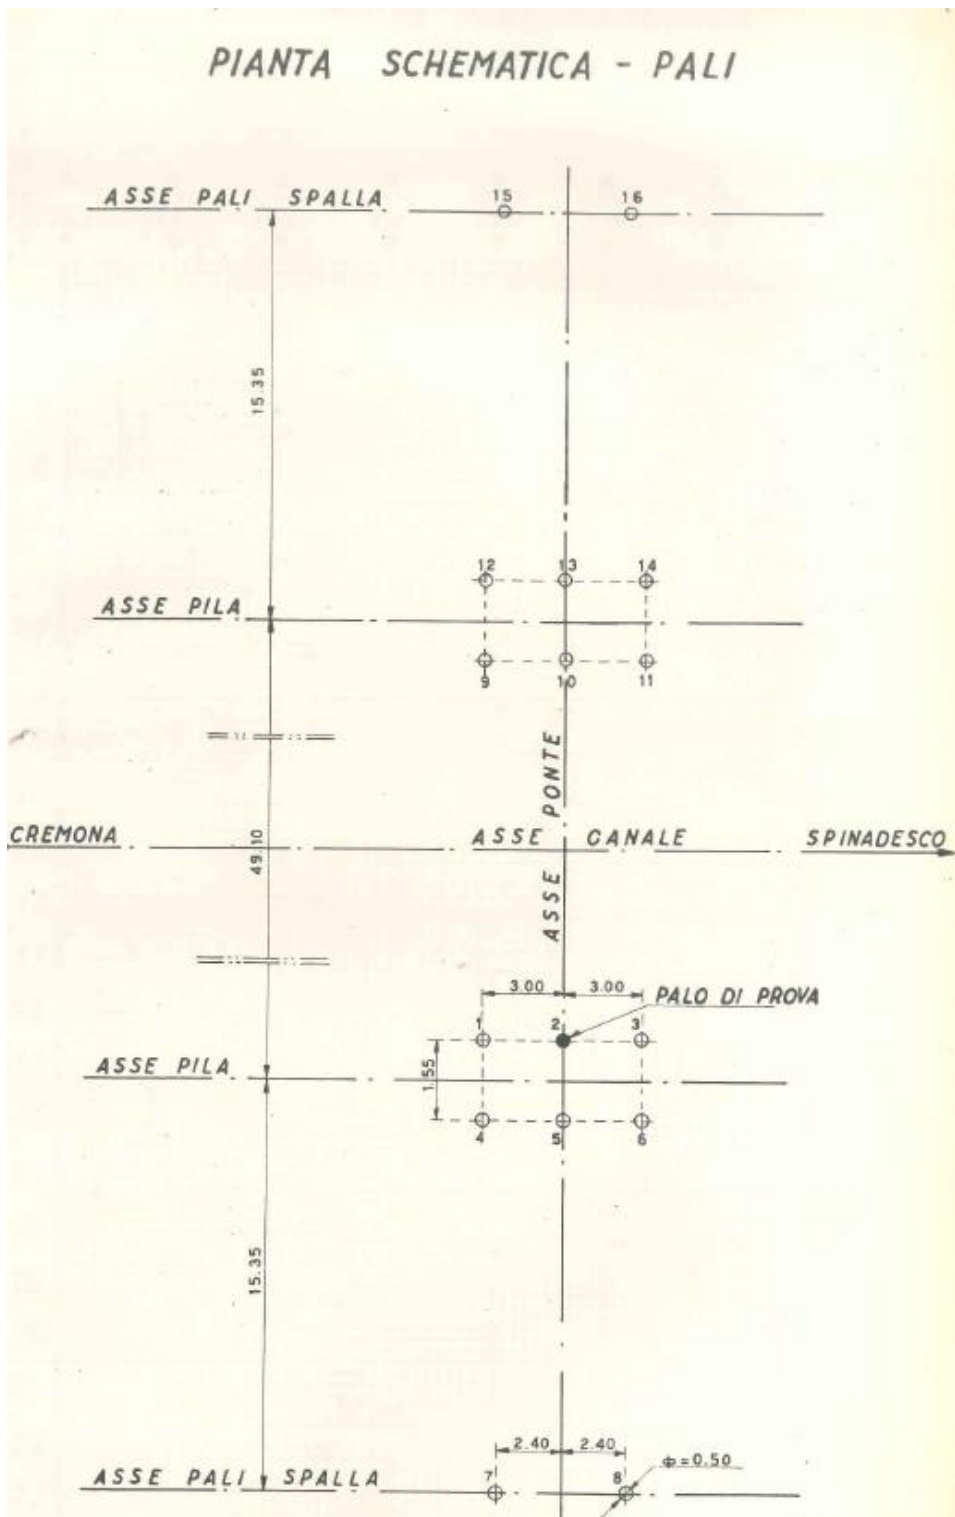 PIANTA SCHEMATICA - PALI
ASSE PALI SPALLA
15
16
15.35
12
13
14
ASSE PILA
9
10
11
ASSE PONTE
CREMONA
ASSE CANALE
SPINADESCO
49.10
3.00
3.00
PALO DI PROVA
1
2
3
ASSE PILA
1.55
4
5
6
15.35
2.40
2.40
ɸ=0.50
ASSE PALI SPALLA
7
8